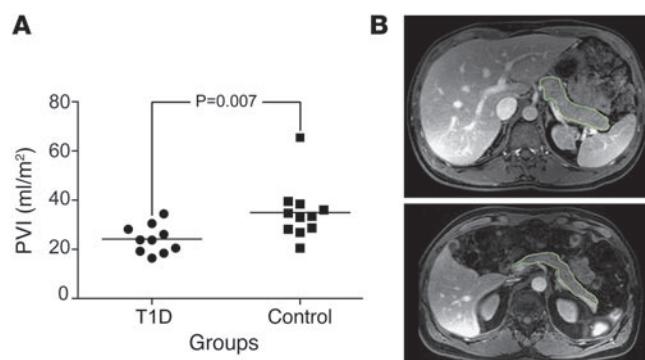 A
B
P=0.007
80
60
40
20
0
PVI (ml/m²)
T1D
Control
Groups